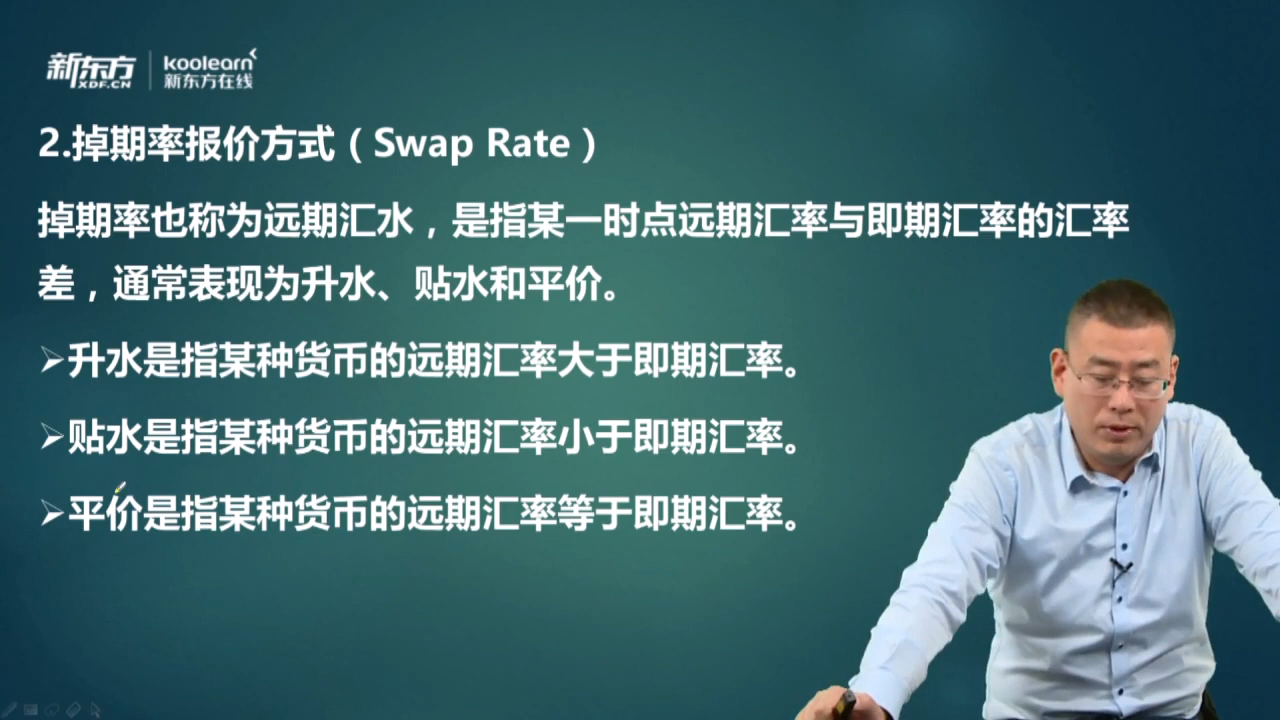 新东方 XDF.CN
koolearn
新东方在线
2.掉期率报价方式（Swap Rate）
掉期率也称为远期汇水，是指某一时点远期汇率与即期汇率的汇率
差，通常表现为升水、贴水和平价。
➢升水是指某种货币的远期汇率大于即期汇率。
➢贴水是指某种货币的远期汇率小于即期汇率。
➢平价是指某种货币的远期汇率等于即期汇率。